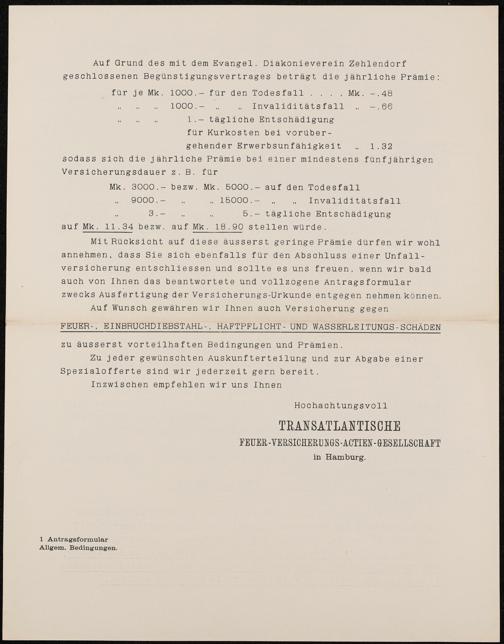 Auf Grund des mit dem Evangel. Diakonieverein Zehlendorf
geschlossenen Begünstigungsvertrages beträgt die jährliche Prämie:
für je Mk. 1000.— für den Todesfall . . . . Mk. —.48
„ „ „ 1000.— „ „ Invaliditätsfall „ —.66
„ „ „ 1.— tägliche Entschädigung
für Kurkosten bei vorüber-
gehender Erwerbsunfähigkeit „ 1.32
sodass sich die jährliche Prämie bei einer mindestens fünfjährigen
Versicherungsdauer z. B. für
Mk. 3000.— bezw. Mk. 5000.— auf den Todesfall
„ 9000.— „ „ 15000.— „ „ Invaliditätsfall
„ 3.— „ „ 5.— tägliche Entschädigung
auf Mk. 11.34 bezw. auf Mk. 18.90 stellen würde.
Mit Rücksicht auf diese äusserst geringe Prämie dürfen wir wohl
annehmen, dass Sie sich ebenfalls für den Abschluss einer Unfall-
versicherung entschliessen und sollte es uns freuen, wenn wir bald
auch von Ihnen das beantwortete und vollzogene Antragsformular
zwecks Ausfertigung der Versicherungs-Urkunde entgegen nehmen können.
Auf Wunsch gewähren wir Ihnen auch Versicherung gegen
FEUER-, EINBRUCHDIEBSTAHL-, HAFTPFLICHT- UND WASSERLEITUNGS-SCHÄDEN
zu äusserst vorteilhaften Bedingungen und Prämien.
Zu jeder gewünschten Auskunfterteilung und zur Abgabe einer
Spezialofferte sind wir jederzeit gern bereit.
Inzwischen empfehlen wir uns Ihnen
Hochachtungsvoll
TRANSATLANTISCHE
FEUER-VERSICHERUNGS-ACTIEN-GESELLSCHAFT
in Hamburg.
1 Antragsformular
Allgem. Bedingungen.